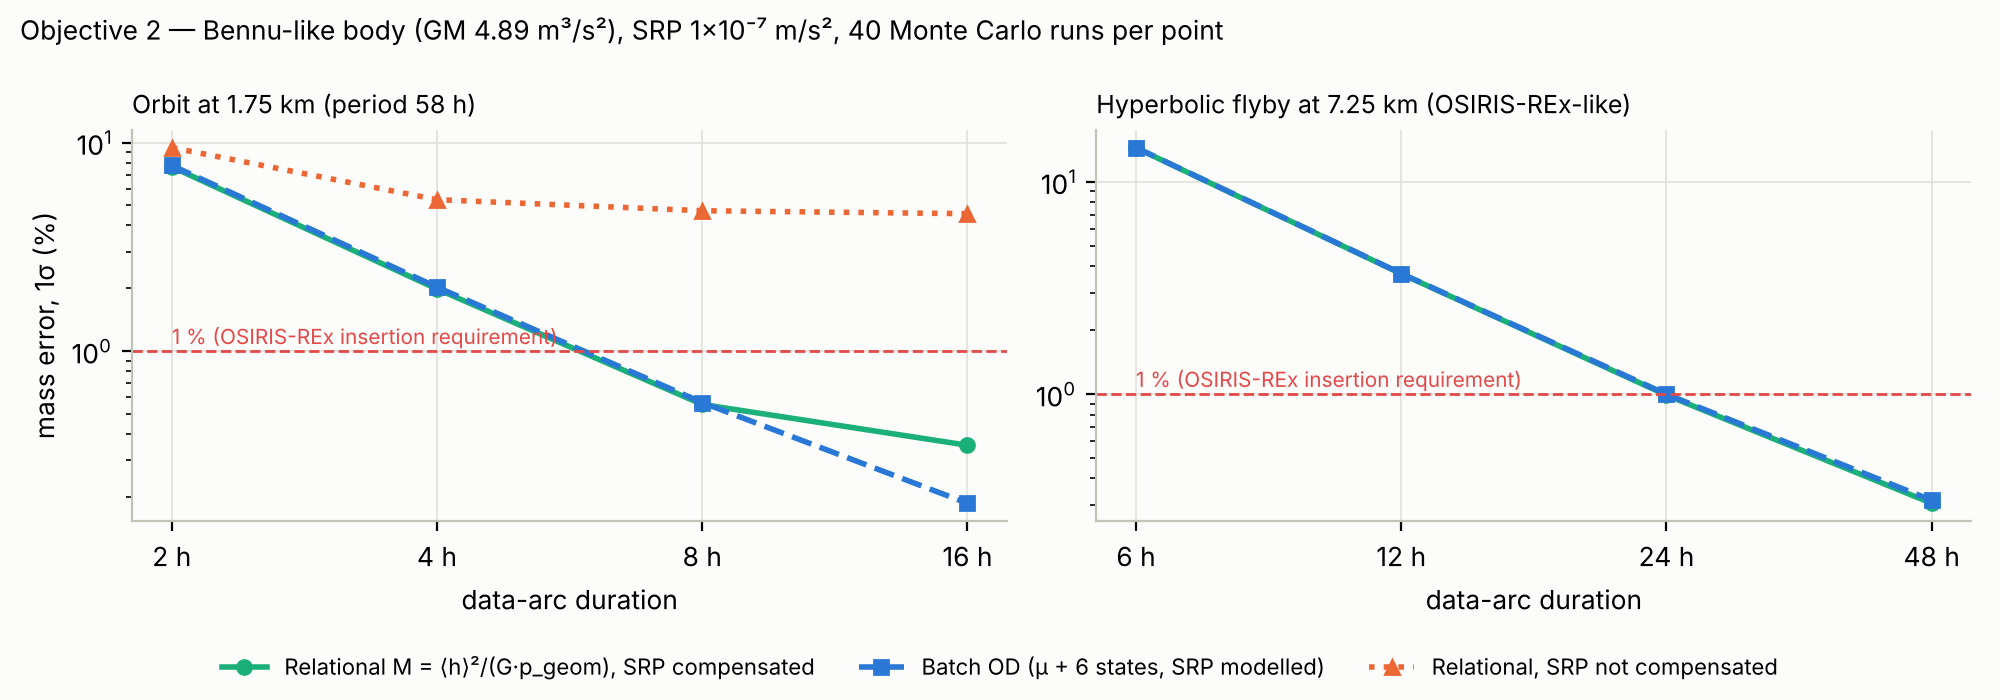 Objective 2 — Bennu-like body (GM 4.89 m³/s²), SRP 1×10⁻⁷ m/s², 40 Monte Carlo runs per point
Orbit at 1.75 km (period 58 h)
10¹
10⁰
mass error, 1σ (%)
1 % (OSIRIS-REx insertion requirement)
2 h
4 h
8 h
16 h
data-arc duration
Hyperbolic flyby at 7.25 km (OSIRIS-REx-like)
10¹
10⁰
1 % (OSIRIS-REx insertion requirement)
6 h
12 h
24 h
48 h
data-arc duration
Relational M = ⟨h⟩²/(G·p_geom), SRP compensated
Batch OD (μ + 6 states, SRP modelled)
Relational, SRP not compensated